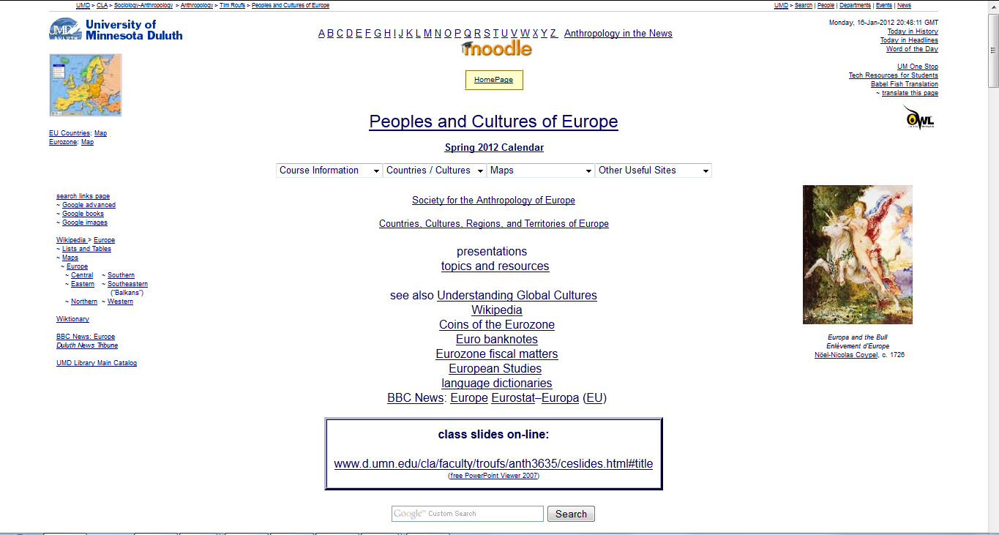 UMD > CLA > Sociology-Anthropology > Anthropology > Tim Roufs > Peoples and Cultures of Europe
UMD > Search | People | Departments | Events | News
UMD
DULUTH
University of
Minnesota Duluth
A B C D E F G H I J K L M N O P Q R S T U V W X Y Z Anthropology in the News
moodle
HomePage
Monday, 16-Jan-2012 20:48:11 GMT
Today in History
Today in Headlines
Word of the Day
UM One Stop
Tech Resources for Students
Babel Fish Translation
~ translate this page
OWL
EU Countries: Map
Eurozone: Map
Peoples and Cultures of Europe
Spring 2012 Calendar
Course Information
Countries / Cultures
Maps
Other Useful Sites
search links page
~ Google advanced
~ Google books
~ Google images
Wikipedia > Europe
~ Lists and Tables
~ Maps
~ Europe
~ Central ~ Southern
~ Eastern ~ Southeastern
("Balkans")
~ Northern ~ Western
Wiktionary
BBC News: Europe
Duluth News Tribune
UMD Library Main Catalog
Society for the Anthropology of Europe
Countries, Cultures, Regions, and Territories of Europe
presentations
topics and resources
see also Understanding Global Cultures
Wikipedia
Coins of the Eurozone
Euro banknotes
Eurozone fiscal matters
European Studies
language dictionaries
BBC News: Europe Eurostat–Europa (EU)
Europa and the Bull
Enlèvement d'Europe
Nöel-Nicolas Coypel, c. 1726
class slides on-line:
www.d.umn.edu/cla/faculty/troufs/anth3635/ceslides.html#title
(free PowerPoint Viewer 2007)
Google™ Custom Search
Search